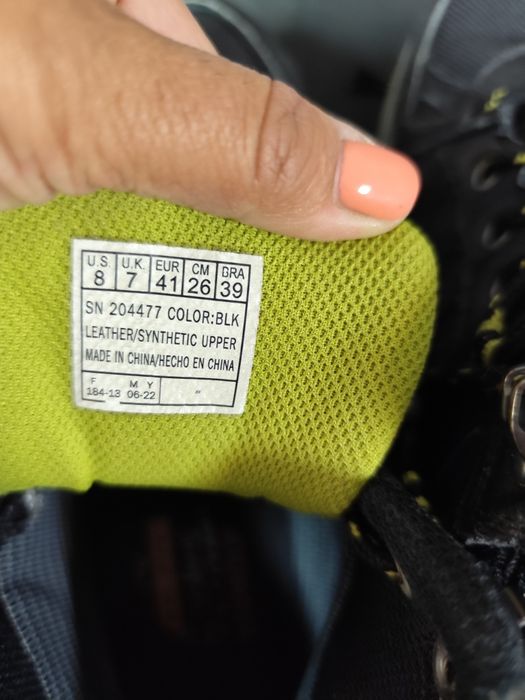 U.S. U.K. EUR CM BRA
8 7 41 26 39
SN 204477 COLOR:BLK
LEATHER/SYNTHETIC UPPER
MADE IN CHINA/HECHO EN CHINA
F M Y
184-13 06-22 "